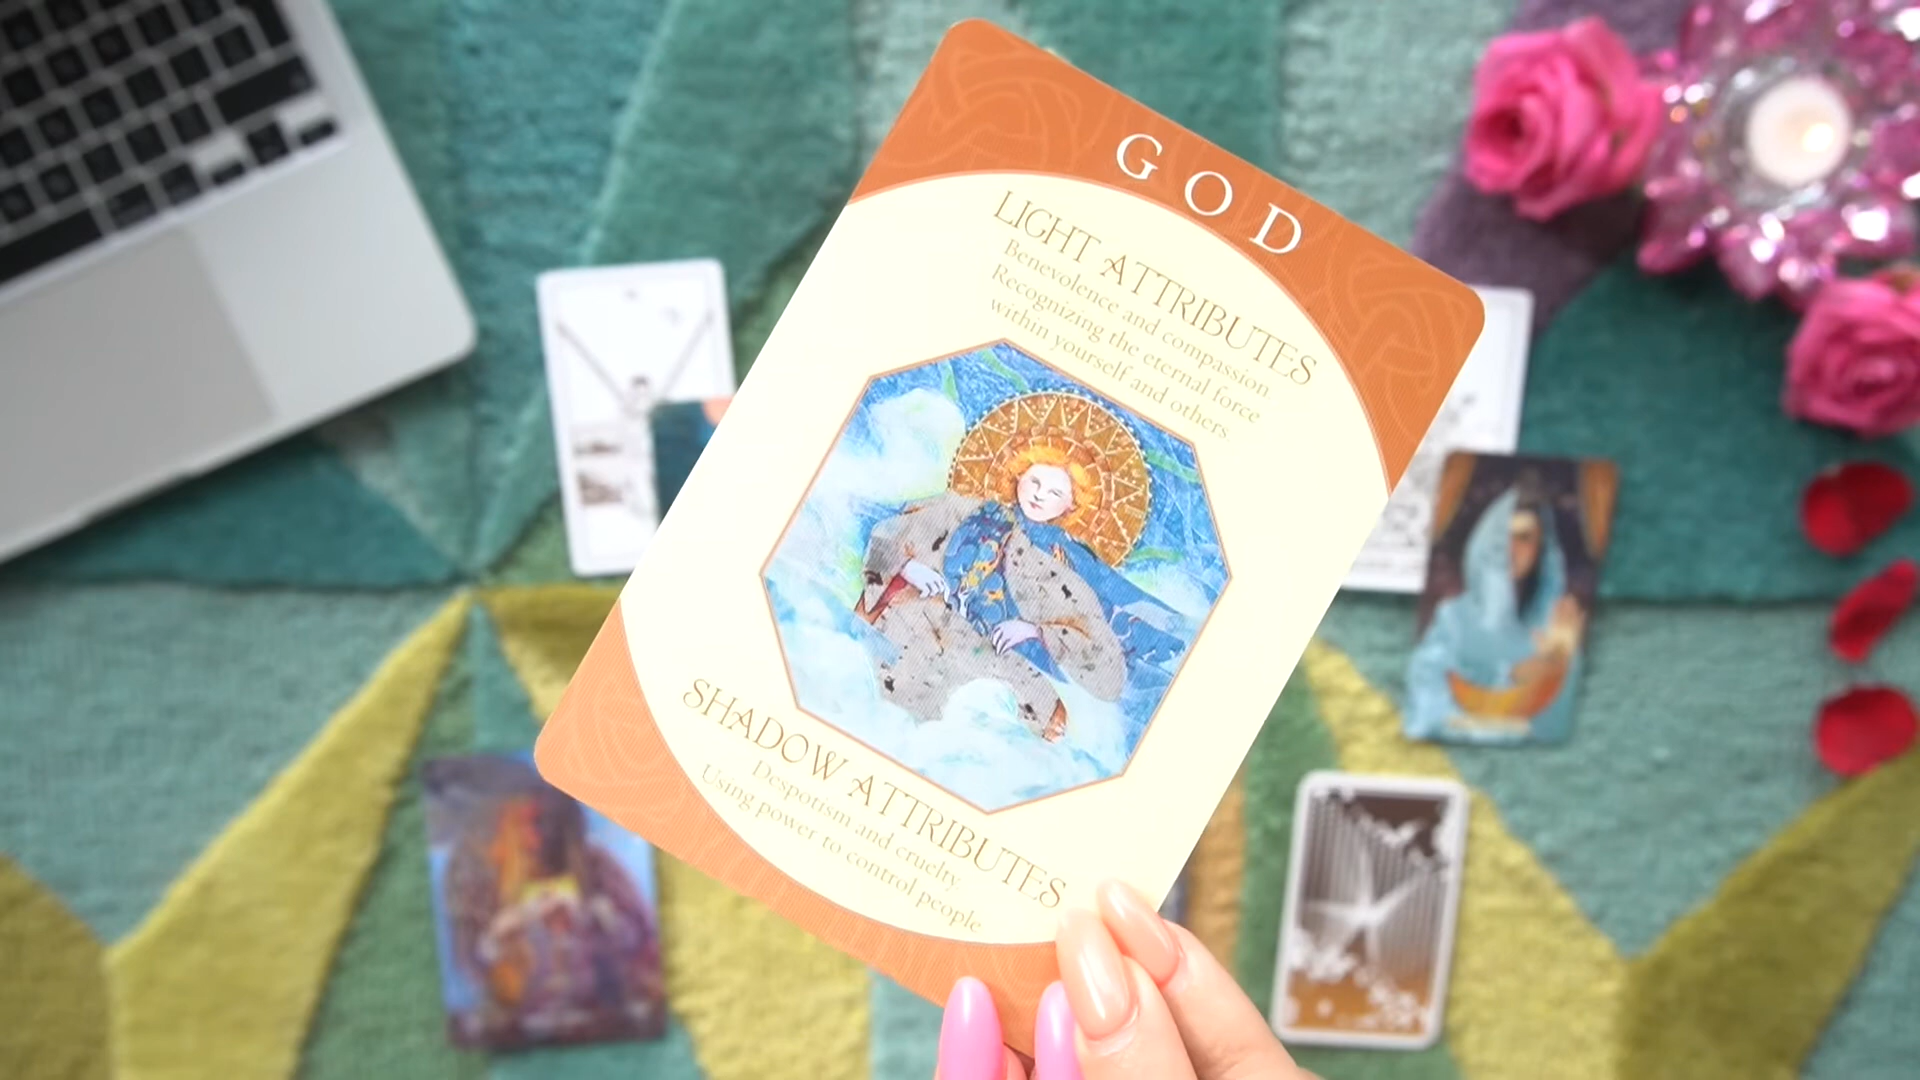 GOD
LIGHT ATTRIBUTES
Benevolence and compassion
Recognizing the eternal force
within yourself and others
SHADOW ATTRIBUTES
Despotism and cruelty
Using power to control people